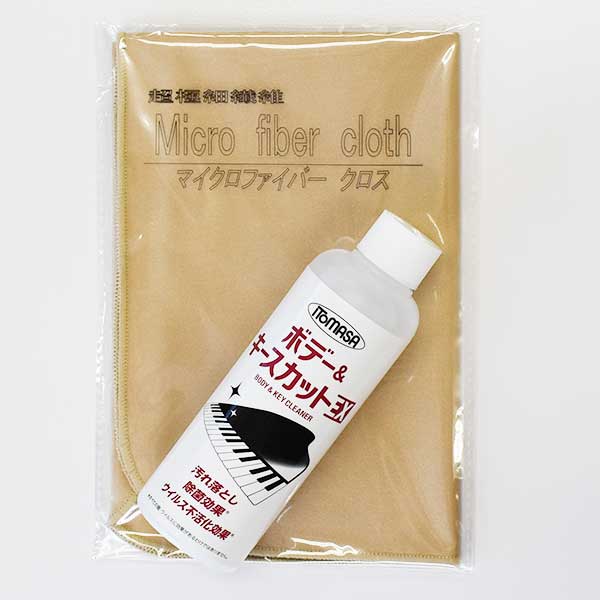 超極細繊維
Micro fiber cloth
マイクロファイバー クロス
ITOMASA
ボデー&
キースカット
BODY & KEY CLEANER
汚れ落とし
除菌効果※
ウイルス不活化効果※